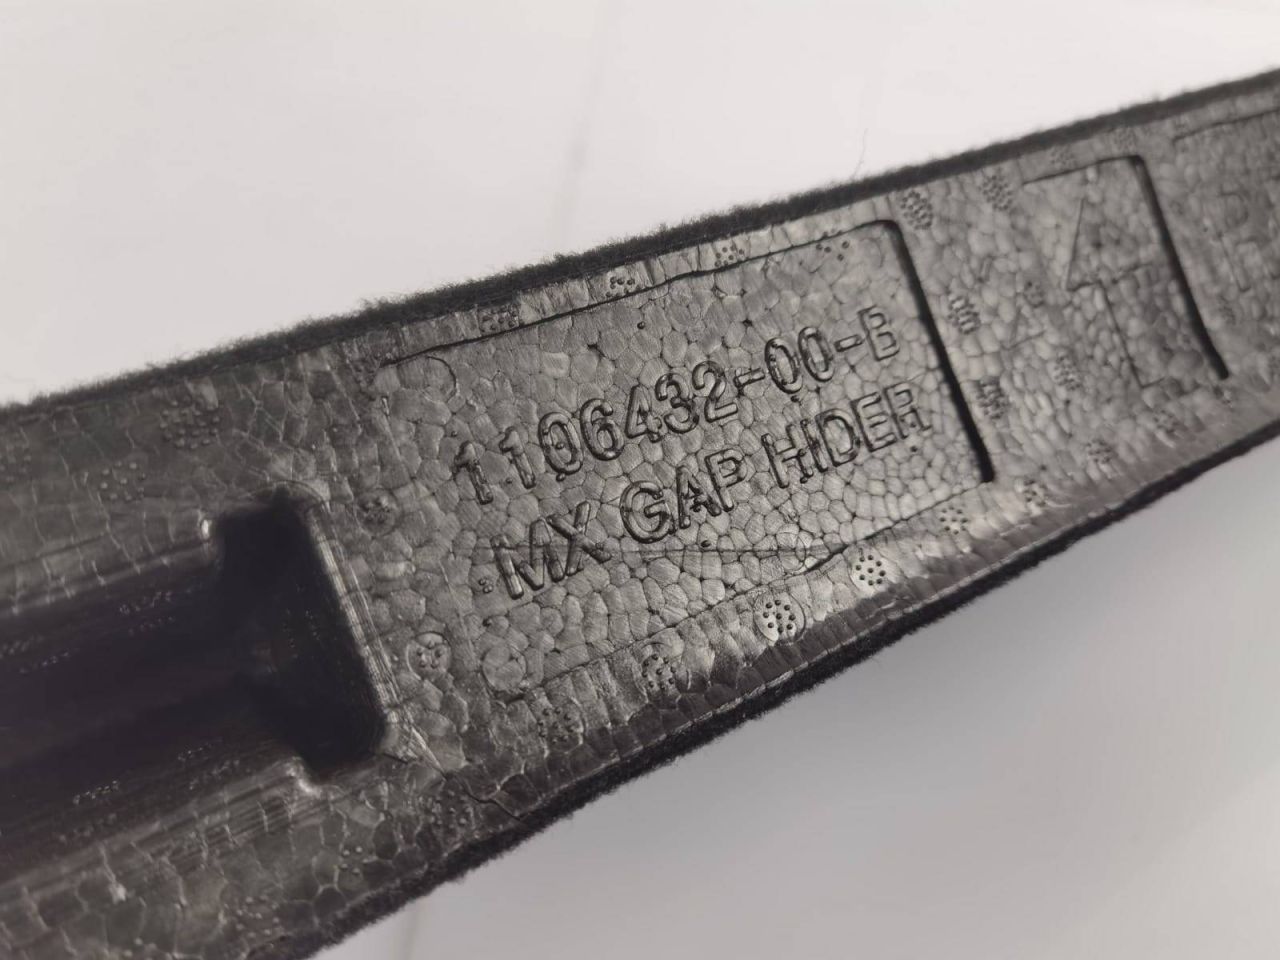 1106432-00-B
MX GAP HIDER